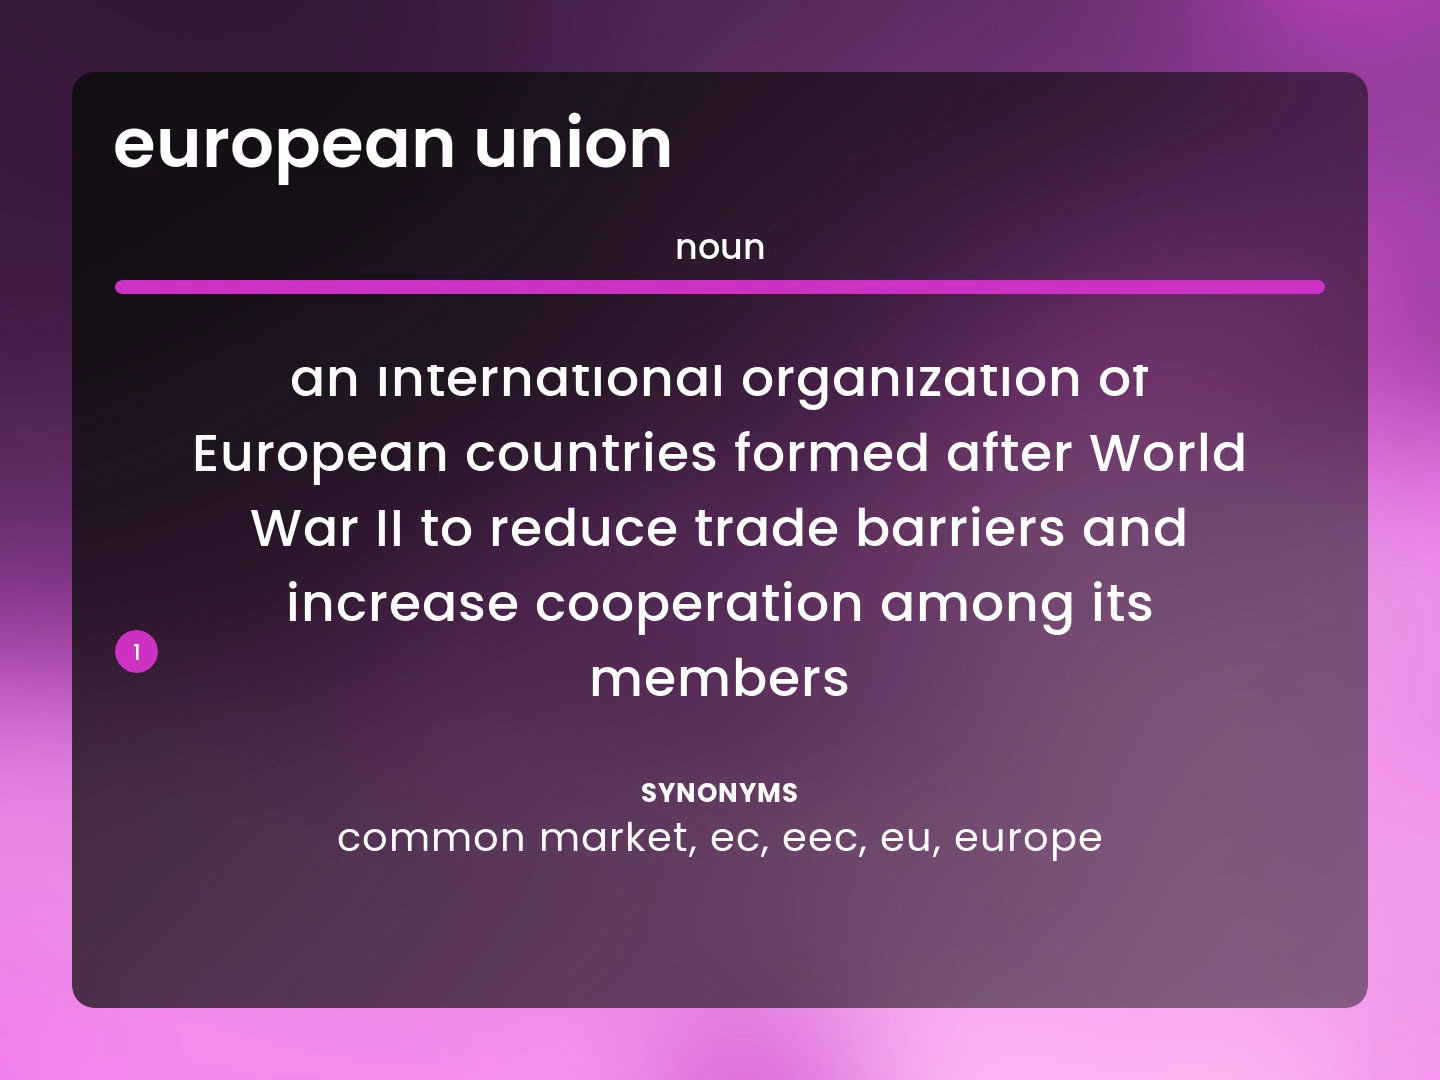 european union
noun
an international organization of
European countries formed after World
War II to reduce trade barriers and
increase cooperation among its
1
members
SYNONYMS
common market, ec, eec, eu, europe